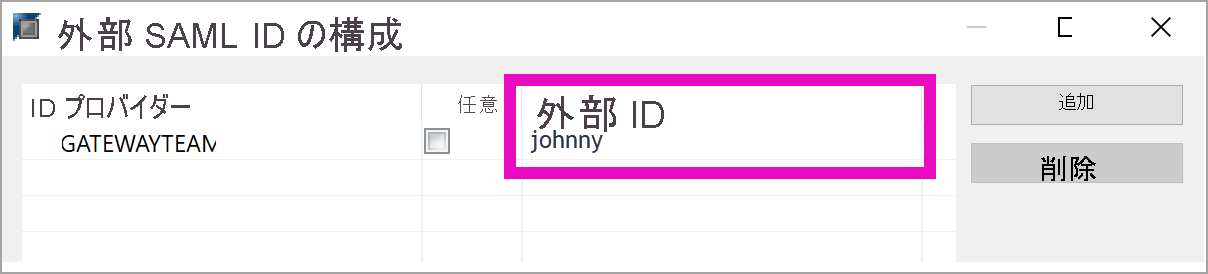 外部 SAML ID の構成
ID プロバイダー 任意 外部 ID 追加
GATEWAYTEAM johnny
削除